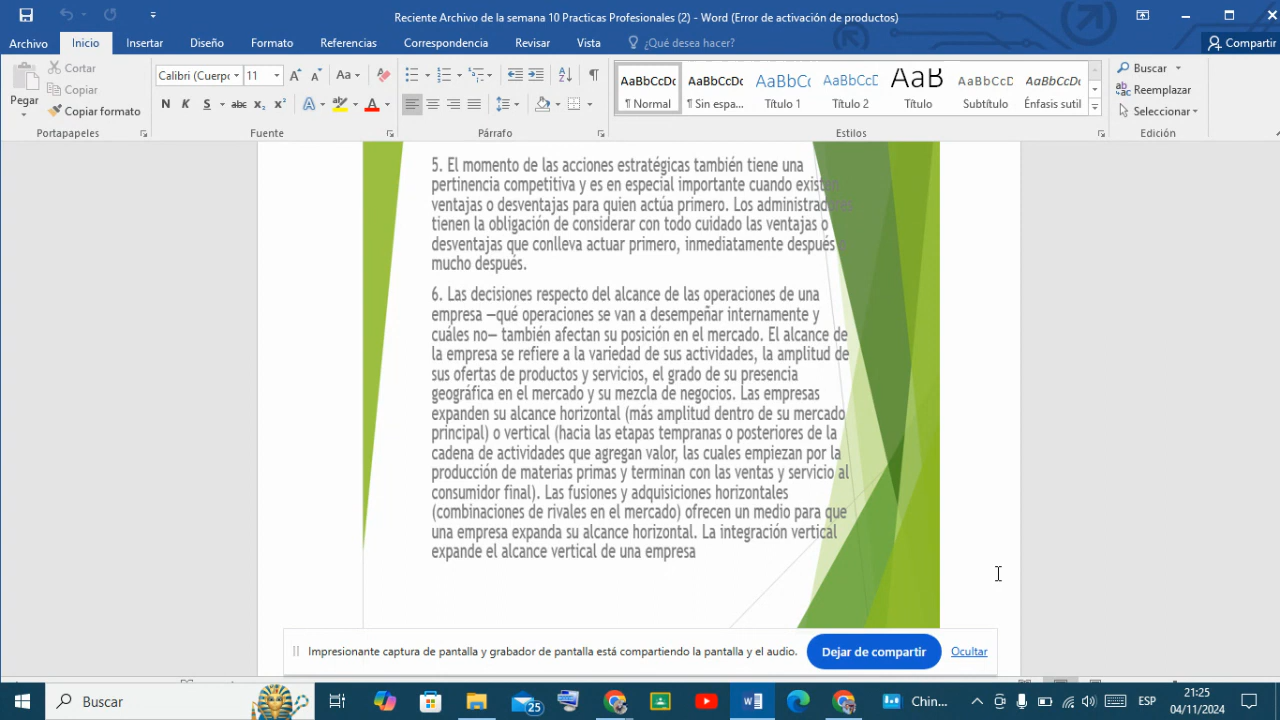 Reciente Archivo de la semana 10 Practicas Profesionales (2) - Word (Error de activación de productos)
Archivo Inicio Insertar Diseño Formato Referencias Correspondencia Revisar Vista ¿Qué desea hacer? Compartir
Pegar
Cortar
Copiar
Copiar formato
Portapapeles
Calibri (Cuerpo 11
Aa
N K S abc x₂ x² A A
Fuente
Párrafo
AaBbCcDc AaBbCcDc AaBbCc AaBbCcD AaB AaBbCcD AaBbCcDc
¶ Normal ¶ Sin espa... Título 1 Título 2 Título Subtítulo Énfasis sutil
Estilos
Buscar
Reemplazar
Seleccionar
Edición
5. El momento de las acciones estratégicas también tiene una
pertinencia competitiva y es en especial importante cuando existen
ventajas o desventajas para quien actúa primero. Los administradores
tienen la obligación de considerar con todo cuidado las ventajas o
desventajas que conlleva actuar primero, inmediatamente después o
mucho después.
6. Las decisiones respecto del alcance de las operaciones de una
empresa —qué operaciones se van a desempeñar internamente y
cuáles no— también afectan su posición en el mercado. El alcance de
la empresa se refiere a la variedad de sus actividades, la amplitud de
sus ofertas de productos y servicios, el grado de su presencia
geográfica en el mercado y su mezcla de negocios. Las empresas
expanden su alcance horizontal (más amplitud dentro de su mercado
principal) o vertical (hacia las etapas tempranas o posteriores de la
cadena de actividades que agregan valor, las cuales empiezan por la
producción de materias primas y terminan con las ventas y servicio al
consumidor final). Las fusiones y adquisiciones horizontales
(combinaciones de rivales en el mercado) ofrecen un medio para que
una empresa expanda su alcance horizontal. La integración vertical
expande el alcance vertical de una empresa
Impresionante captura de pantalla y grabador de pantalla está compartiendo la pantalla y el audio. Dejar de compartir Ocultar
Buscar 25 Chin... ESP 21:25
04/11/2024